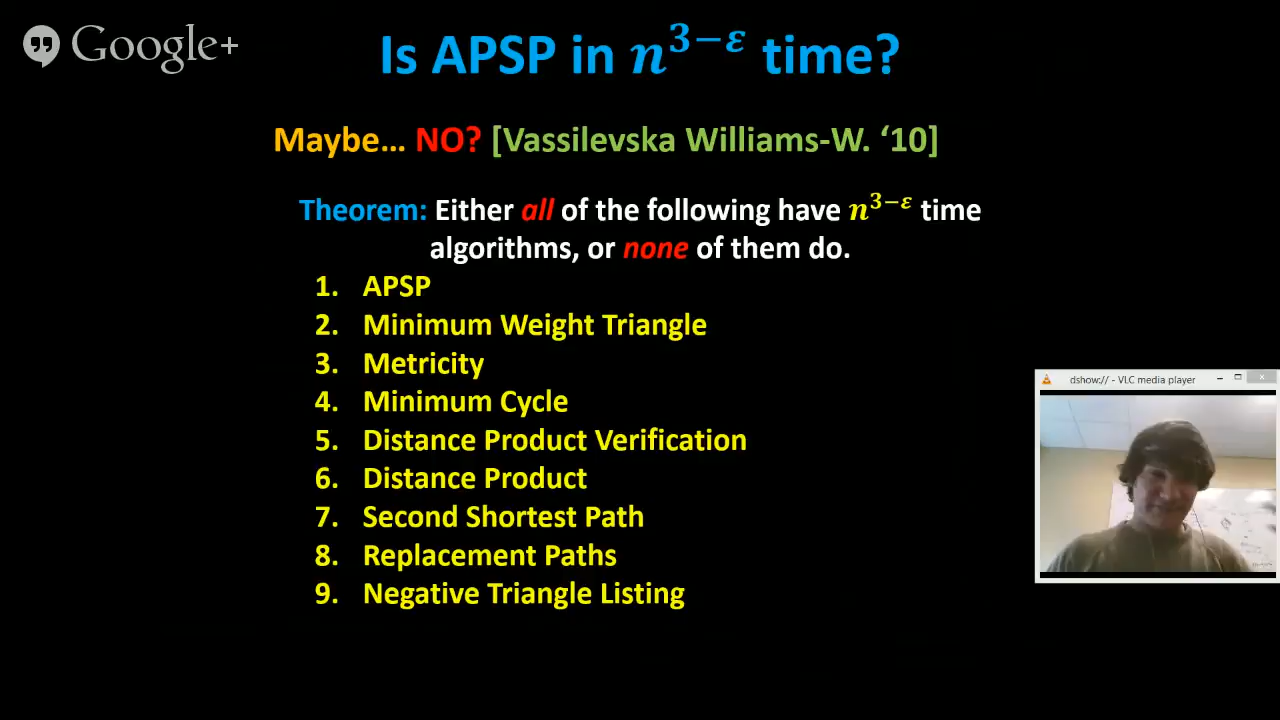 Google+
Is APSP in n^{3−ε} time?
Maybe... NO? [Vassilevska Williams-W. ‘10]
Theorem: Either all of the following have n^{3−ε} time
algorithms, or none of them do.
1. APSP
2. Minimum Weight Triangle
3. Metricity
4. Minimum Cycle
5. Distance Product Verification
6. Distance Product
7. Second Shortest Path
8. Replacement Paths
9. Negative Triangle Listing
dshow:// - VLC media player